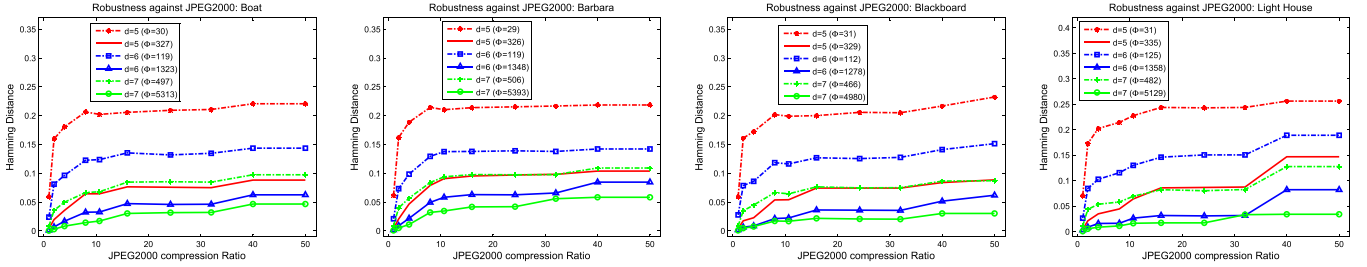 Robustness against JPEG2000: Boat
0.35
0.3
0.25
0.2
0.15
0.1
0.05
0
Hamming Distance
d=5 (Φ=30)
d=5 (Φ=327)
d=6 (Φ=119)
d=6 (Φ=1323)
d=7 (Φ=497)
d=7 (Φ=5313)
0 10 20 30 40 50
JPEG2000 compression Ratio
Robustness against JPEG2000: Barbara
0.35
0.3
0.25
0.2
0.15
0.1
0.05
0
Hamming Distance
d=5 (Φ=29)
d=5 (Φ=326)
d=6 (Φ=119)
d=6 (Φ=1348)
d=7 (Φ=506)
d=7 (Φ=5393)
0 10 20 30 40 50
JPEG2000 compression Ratio
Robustness against JPEG2000: Blackboard
0.35
0.3
0.25
0.2
0.15
0.1
0.05
0
Hamming Distance
d=5 (Φ=31)
d=5 (Φ=329)
d=6 (Φ=112)
d=6 (Φ=1278)
d=7 (Φ=466)
d=7 (Φ=4980)
0 10 20 30 40 50
JPEG2000 compression Ratio
Robustness against JPEG2000: Light House
0.4
0.35
0.3
0.25
0.2
0.15
0.1
0.05
0
Hamming Distance
d=5 (Φ=31)
d=5 (Φ=335)
d=6 (Φ=125)
d=6 (Φ=1358)
d=7 (Φ=482)
d=7 (Φ=5129)
0 10 20 30 40 50
JPEG2000 compression Ratio